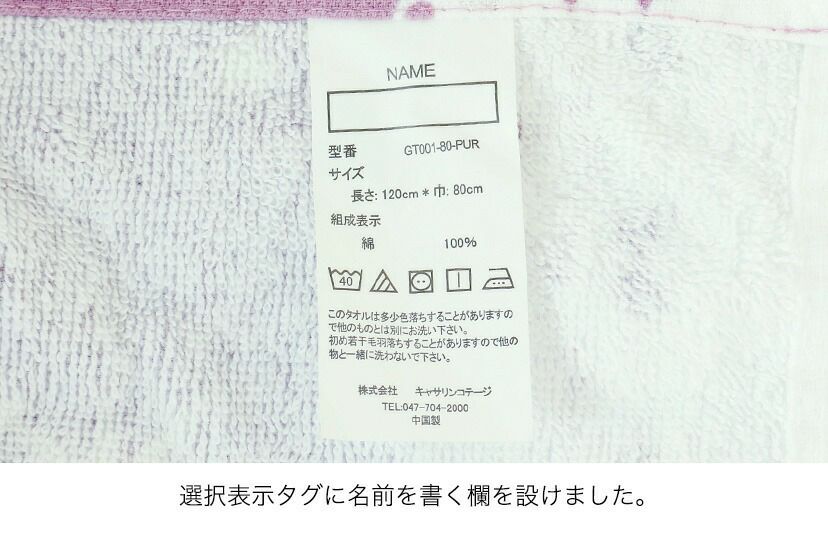 NAME
型番 GT001-80-PUR
サイズ
長さ: 120cm * 巾: 80cm
組成表示
綿 100%
40
このタオルは多少色落ちすることがありますの
で他のものとは別にお洗い下さい。
初め若干毛羽落ちすることがありますので他の
物と一緒に洗わないで下さい。
株式会社 キャサリンコテージ
TEL:047-704-2000
中国製
選択表示タグに名前を書く欄を設けました。